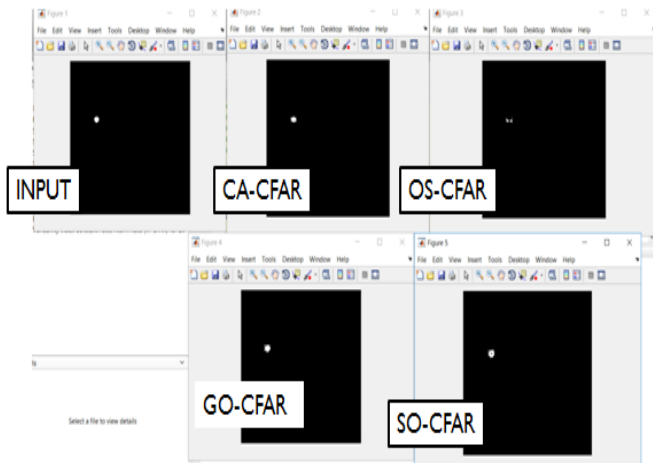 Figure 1
File Edit View Insert Tools Desktop Window Help
Figure 2
File Edit View Insert Tools Desktop Window Help
Figure 3
File Edit View Insert Tools Desktop Window Help
INPUT
CA-CFAR
OS-CFAR
Figure 4
File Edit View Insert Tools Desktop Window Help
Figure 5
File Edit View Insert Tools Desktop Window Help
GO-CFAR
SO-CFAR
Select a file to view details